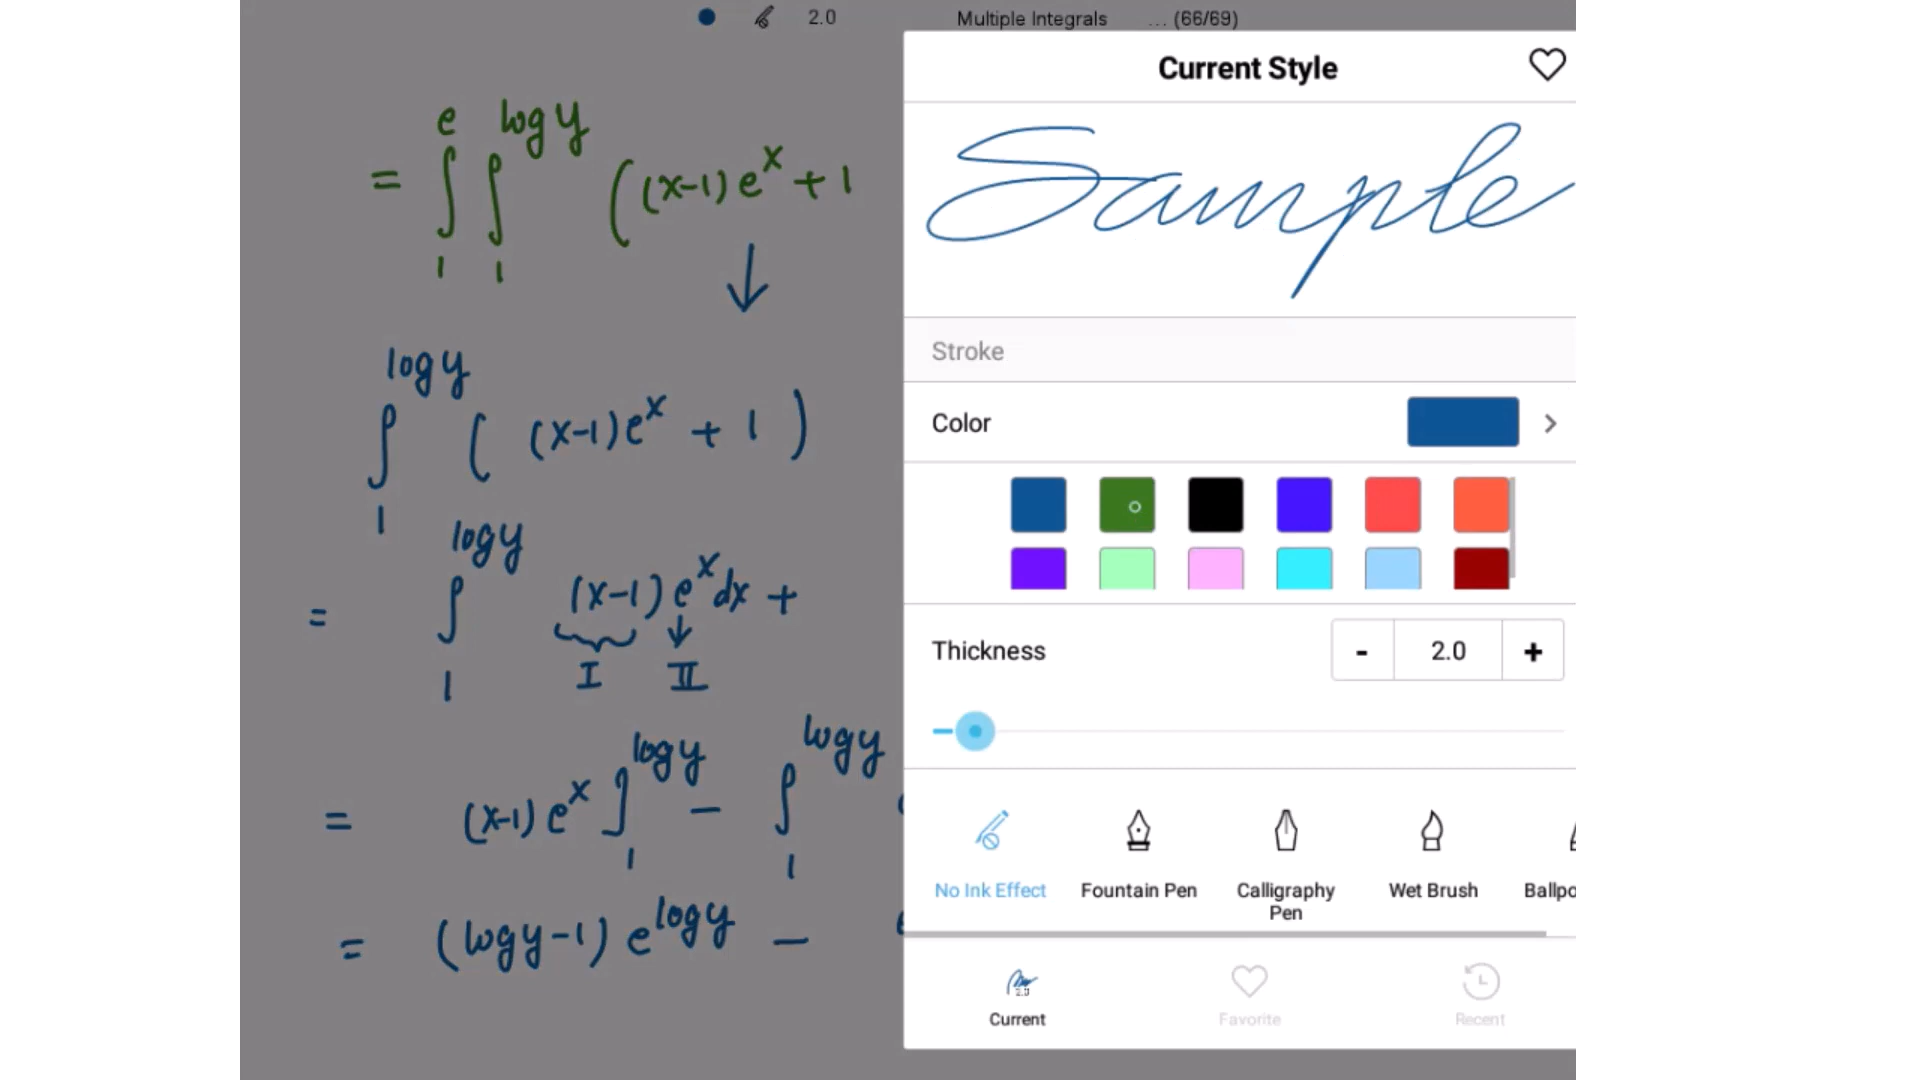 2.0 Multiple Integrals ... (66/69)
Current Style
Sample
Stroke
Color
Thickness - 2.0 +
No Ink Effect Fountain Pen Calligraphy Pen Wet Brush Ballpo
Current Favorite Recent
= ∫₁^e ∫₁^log y ((x-1) e^x + 1
↓
∫₁^log y ( (x-1) e^x + 1 )
= ∫₁^log y (x-1) e^x dx +
I II
= (x-1) e^x ]₁^log y - ∫₁^log y
= (log y - 1) e^log y -